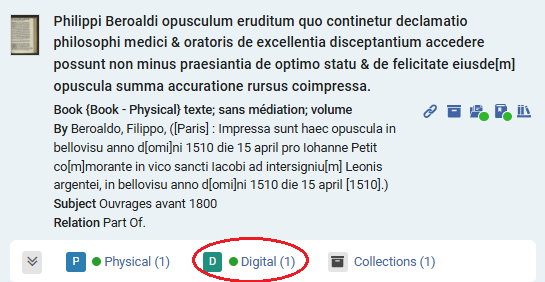 Philippi Beroaldi opusculum eruditum quo continetur declamatio
philosophi medici & oratoris de excellentia disceptantium accedere
possunt non minus praesiantia de optimo statu & de felicitate eiusde[m]
opuscula summa accuratione rursus coimpressa.
Book {Book - Physical} texte; sans médiation; volume
By Beroaldo, Filippo, ([Paris] : Impressa sunt haec opuscula in
bellovisu anno d[omi]ni 1510 die 15 april pro Iohanne Petit
co[m]morante in vico sancti Iacobi ad intersigniu[m] Leonis
argentei, in bellovisu anno d[omi]ni 1510 die 15 april [1510].)
Subject Ouvrages avant 1800
Relation Part Of.
P Physical (1) D Digital (1) Collections (1)